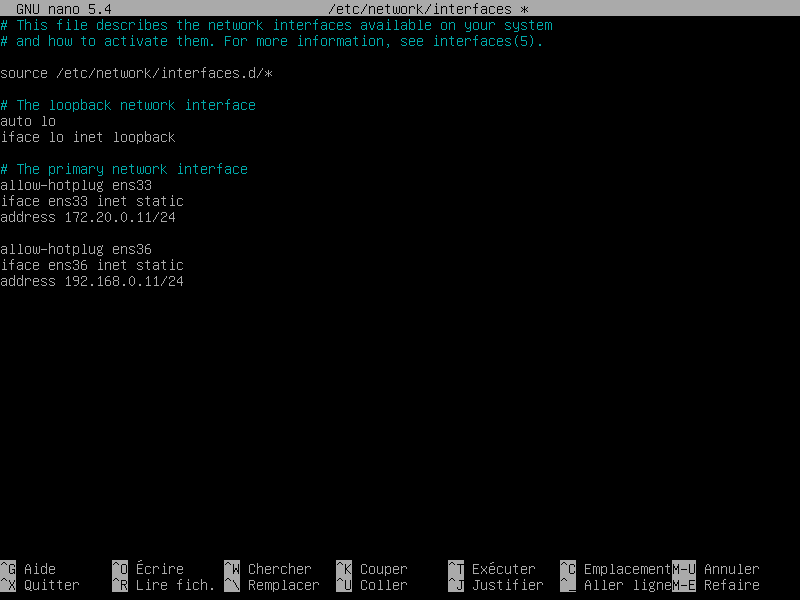 GNU nano 5.4 /etc/network/interfaces *
# This file describes the network interfaces available on your system
# and how to activate them. For more information, see interfaces(5).
source /etc/network/interfaces.d/*
# The loopback network interface
auto lo
iface lo inet loopback
# The primary network interface
allow-hotplug ens33
iface ens33 inet static
address 172.20.0.11/24
allow-hotplug ens36
iface ens36 inet static
address 192.168.0.11/24
^G Aide ^O Écrire ^W Chercher ^K Couper ^T Exécuter ^C Emplacement M-U Annuler
^X Quitter ^R Lire fich. ^\ Remplacer ^U Coller ^J Justifier ^_ Aller ligne M-E Refaire